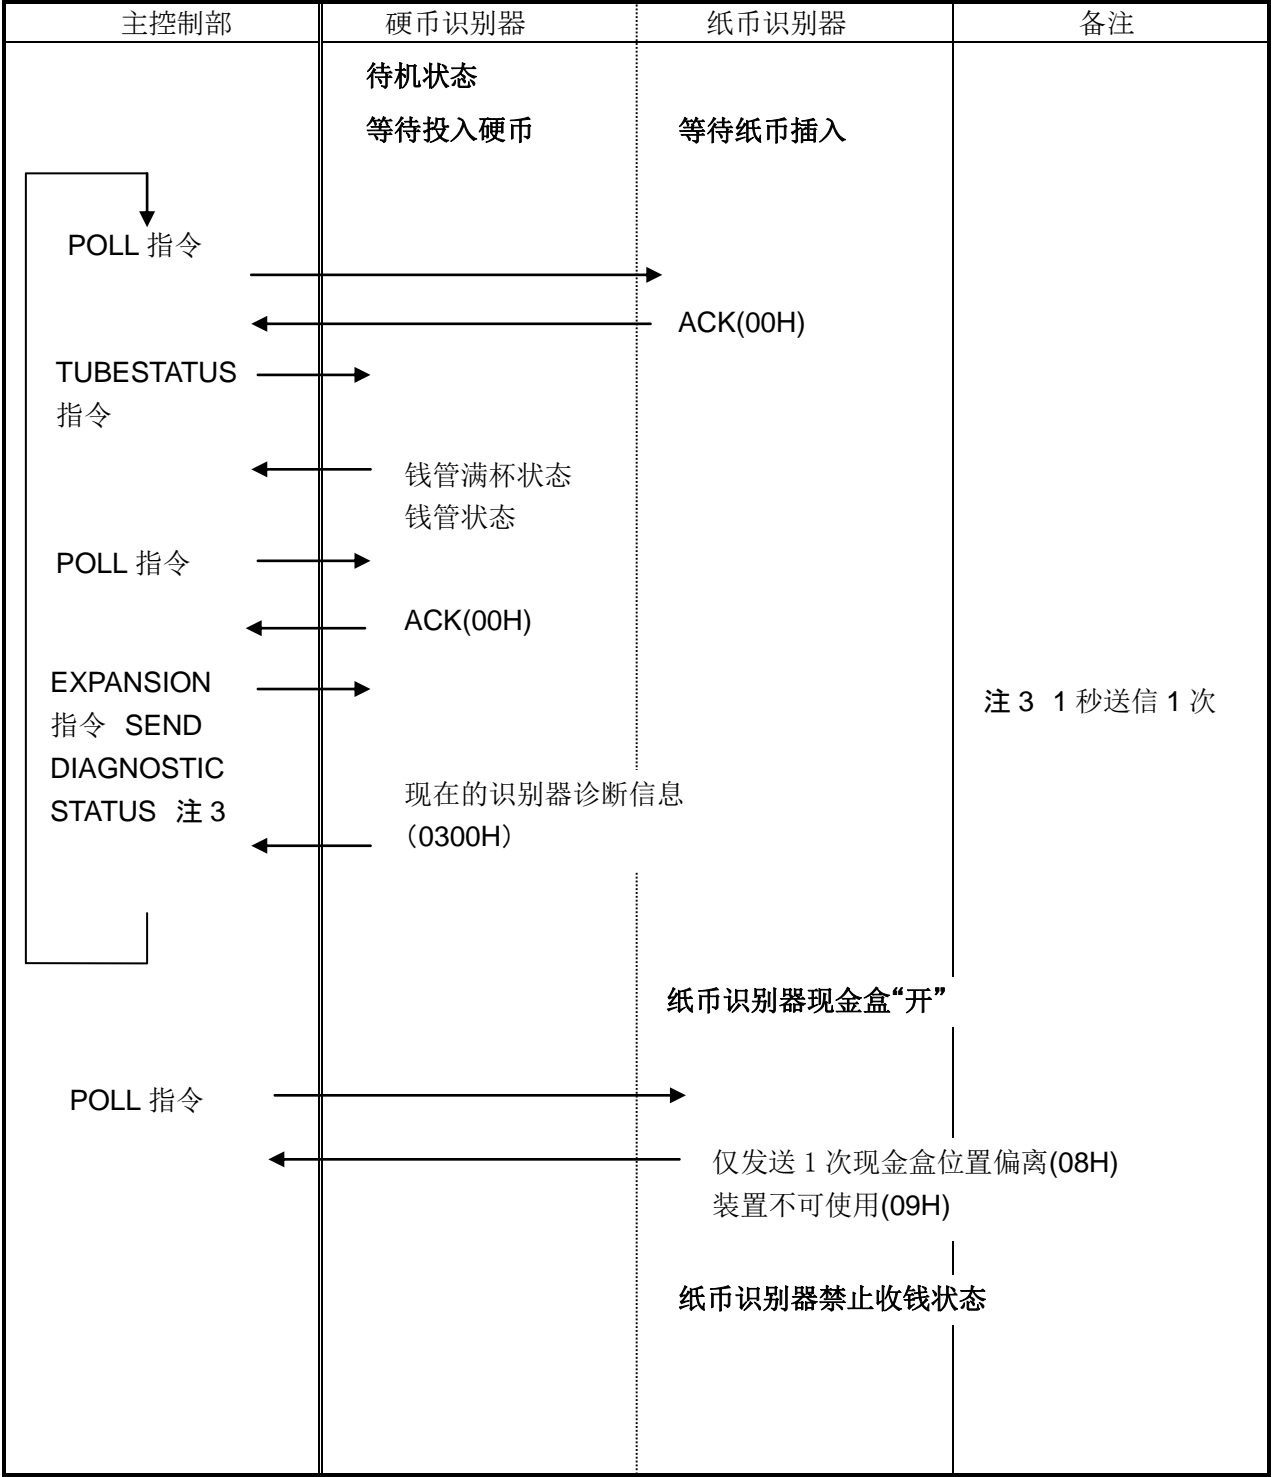 主控制部 硬币识别器 纸币识别器 备注
待机状态
等待投入硬币 等待纸币插入
POLL 指令
ACK(00H)
TUBESTATUS
指令
钱管满杯状态
钱管状态
POLL 指令
ACK(00H)
EXPANSION
指令 SEND
DIAGNOSTIC
STATUS 注 3
注 3 1 秒送信 1 次
现在的识别器诊断信息
（0300H）
纸币识别器现金盒“开”
POLL 指令
仅发送 1 次现金盒位置偏离(08H)
装置不可使用(09H)
纸币识别器禁止收钱状态